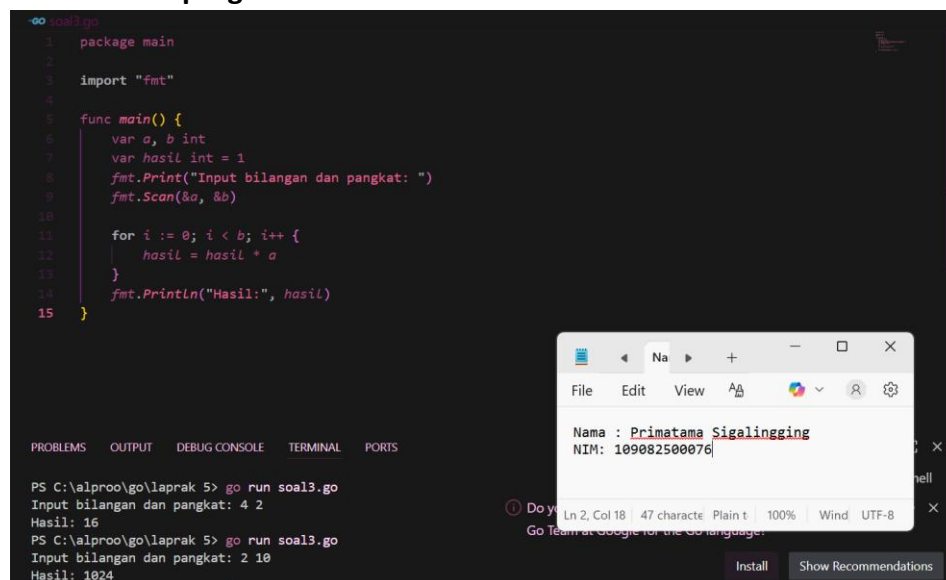 soal3.go
1 package main
2
3 import "fmt"
4
5 func main() {
6 var a, b int
7 var hasil int = 1
8 fmt.Print("Input bilangan dan pangkat: ")
9 fmt.Scan(&a, &b)
10
11 for i := 0; i < b; i++ {
12 hasil = hasil * a
13 }
14 fmt.Println("Hasil:", hasil)
15 }
Na
File Edit View
Nama : Primatama Sigalingging
NIM: 109082500076
Ln 2, Col 18 47 characte Plain t 100% Wind UTF-8
PROBLEMS OUTPUT DEBUG CONSOLE TERMINAL PORTS
PS C:\alproo\go\laprak 5> go run soal3.go
Input bilangan dan pangkat: 4 2
Hasil: 16
PS C:\alproo\go\laprak 5> go run soal3.go
Input bilangan dan pangkat: 2 10
Hasil: 1024
Do yo
Go Team at Google for the Go language?
Install Show Recommendations